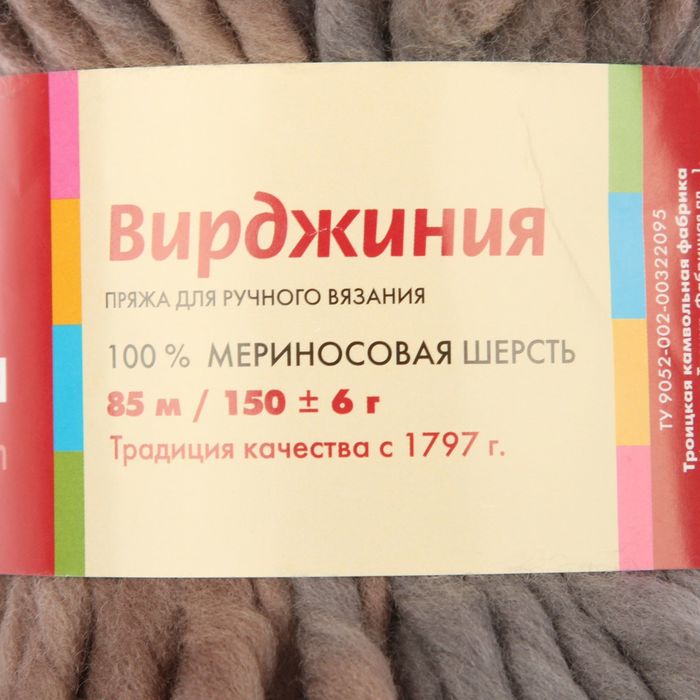 Вирджиния
ПРЯЖА ДЛЯ РУЧНОГО ВЯЗАНИЯ
100 % МЕРИНОСОВАЯ ШЕРСТЬ
85 м / 150 ± 6 г
Традиция качества с 1797 г.
ТУ 9052-002-00322095
Троицкая камвольная фабрика